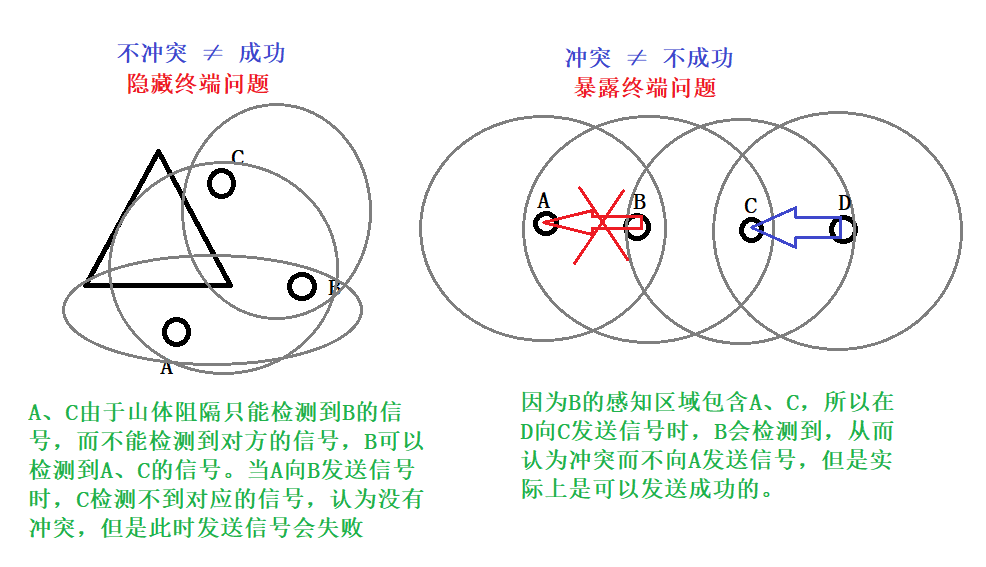 不冲突 ≠ 成功
隐藏终端问题
C
B
A
A、C由于山体阻隔只能检测到B的信
号，而不能检测到对方的信号，B可以
检测到A、C的信号。当A向B发送信号
时，C检测不到对应的信号，认为没有
冲突，但是此时发送信号会失败
冲突 ≠ 不成功
暴露终端问题
A
B
C
D
因为B的感知区域包含A、C，所以在
D向C发送信号时，B会检测到，从而
认为冲突而不向A发送信号，但是实
际上是可以发送成功的。